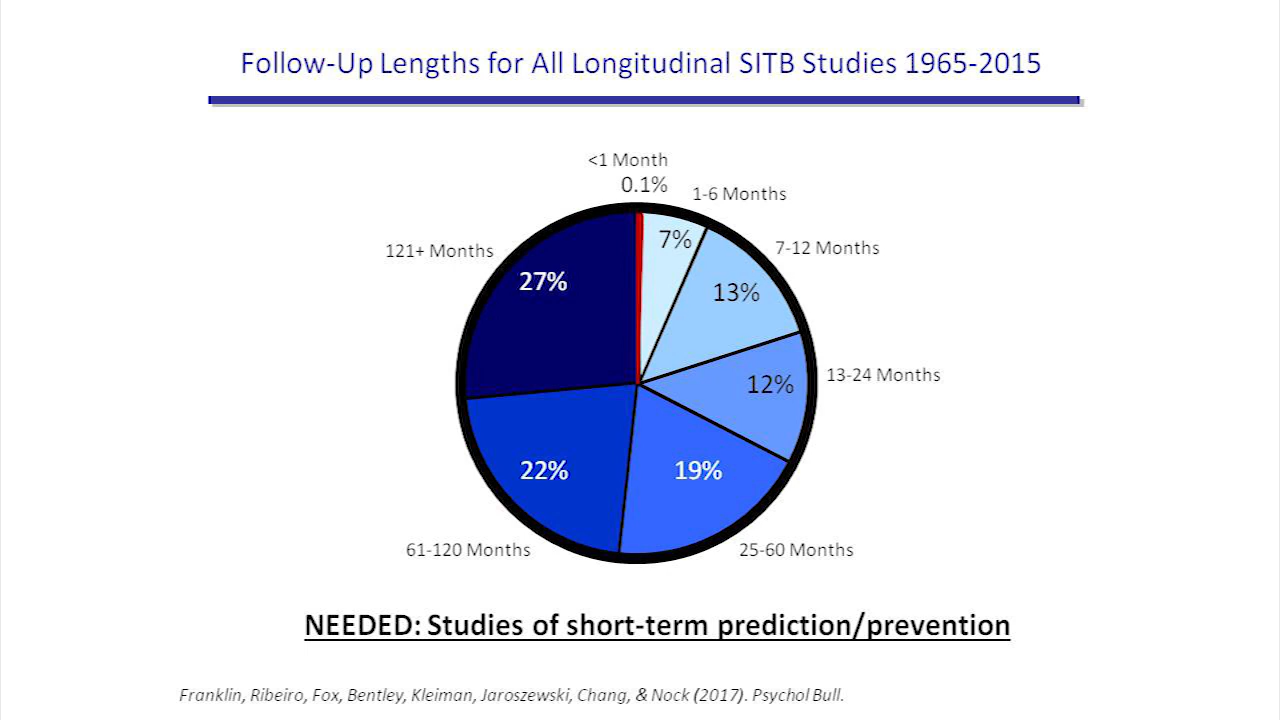 Follow-Up Lengths for All Longitudinal SITB Studies 1965-2015
<1 Month
0.1%
1-6 Months
7%
121+ Months
7-12 Months
27%
13%
13-24 Months
12%
22%
19%
61-120 Months
25-60 Months
NEEDED: Studies of short-term prediction/prevention
Franklin, Ribeiro, Fox, Bentley, Kleiman, Jaroszewski, Chang, & Nock (2017). Psychol Bull.